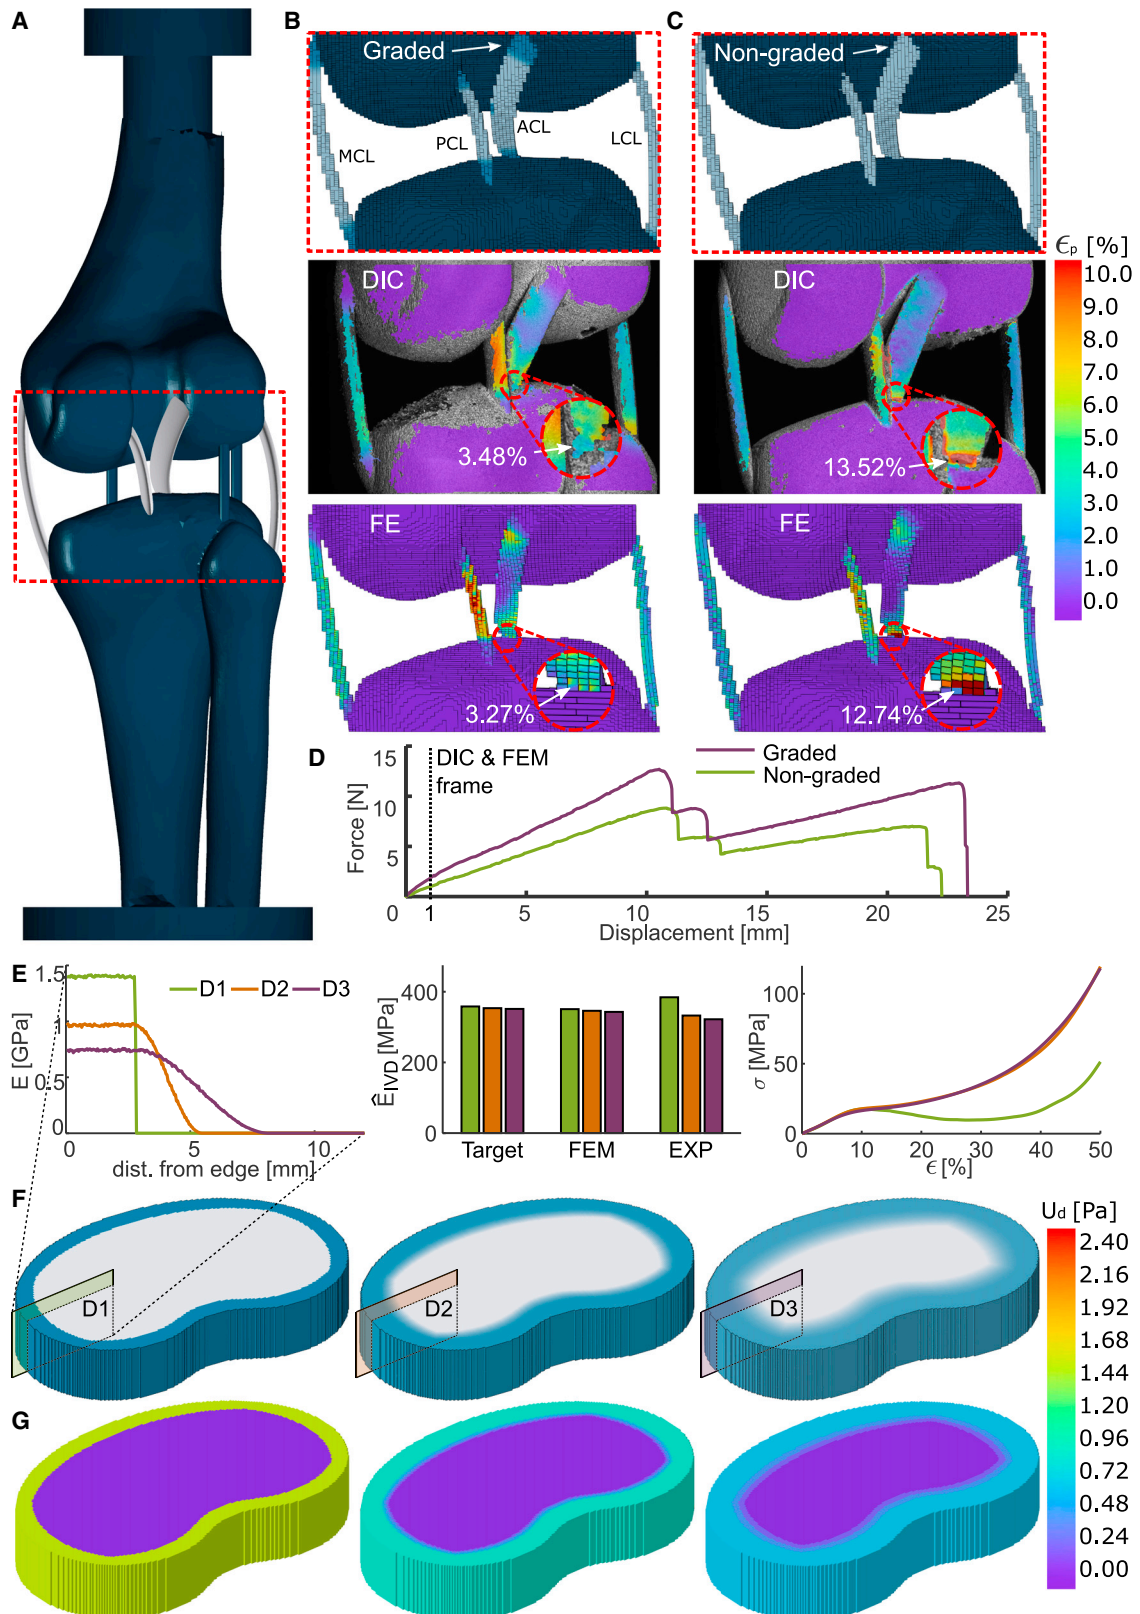 A
B
C
Graded
Non-graded
MCL
PCL
ACL
LCL
ϵp [%]
10.0
9.0
8.0
7.0
6.0
5.0
4.0
3.0
2.0
1.0
0.0
DIC
3.48%
DIC
13.52%
FE
3.27%
FE
12.74%
D
15
10
5
0
Force [N]
DIC & FEM
frame
Graded
Non-graded
1
5
10
15
20
25
Displacement [mm]
E
1.5
1
0.5
0
E [GPa]
D1
D2
D3
0
5
10
dist. from edge [mm]
400
200
0
ÊIVD [MPa]
Target
FEM
EXP
100
50
0
σ [MPa]
0
10
20
30
40
50
ϵ [%]
F
D1
D2
D3
Ud [Pa]
2.40
2.16
1.92
1.68
1.44
1.20
0.96
0.72
0.48
0.24
0.00
G